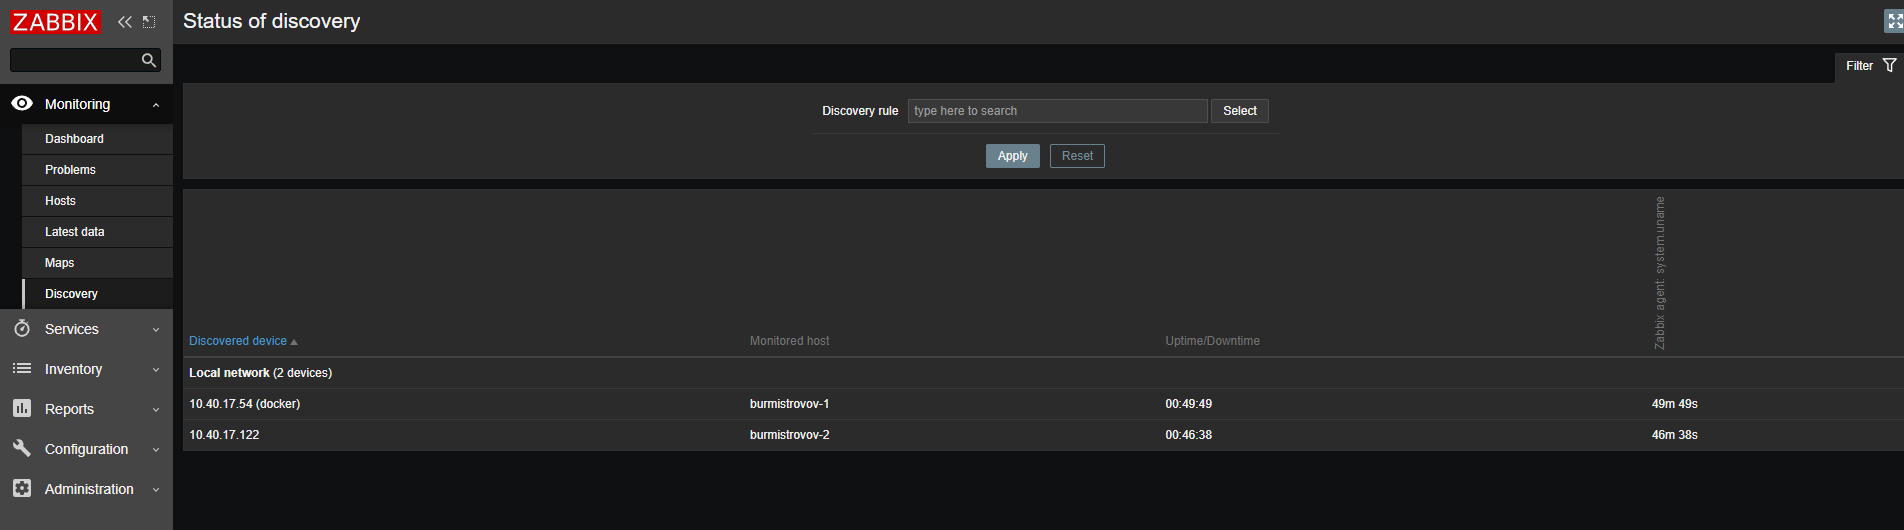 ZABBIX
Status of discovery
Filter
Monitoring
Dashboard
Problems
Hosts
Latest data
Maps
Discovery
Services
Inventory
Reports
Configuration
Administration
Discovery rule type here to search Select
Apply Reset
Discovered device Monitored host Uptime/Downtime Zabbix agent: system.uname
Local network (2 devices)
10.40.17.54 (docker) burmistrovov-1 00:49:49 49m 49s
10.40.17.122 burmistrovov-2 00:46:38 46m 38s